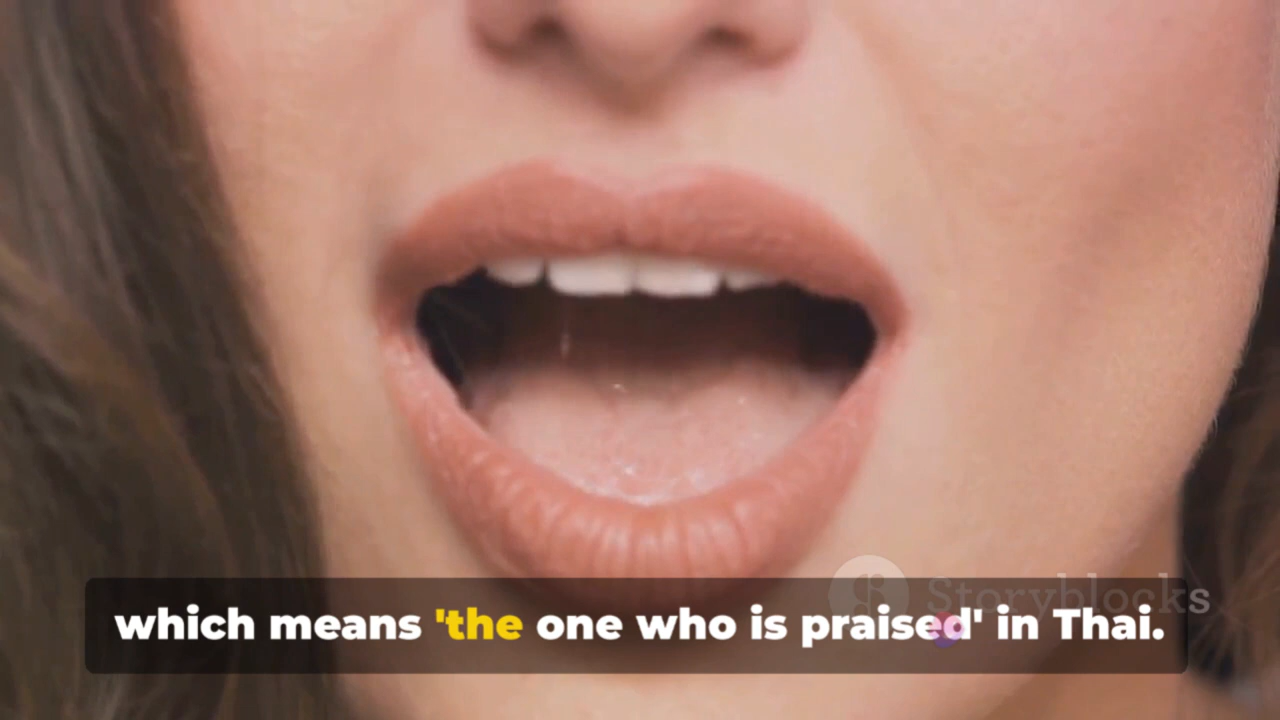 Storyblocks
which means 'the one who is praised' in Thai.